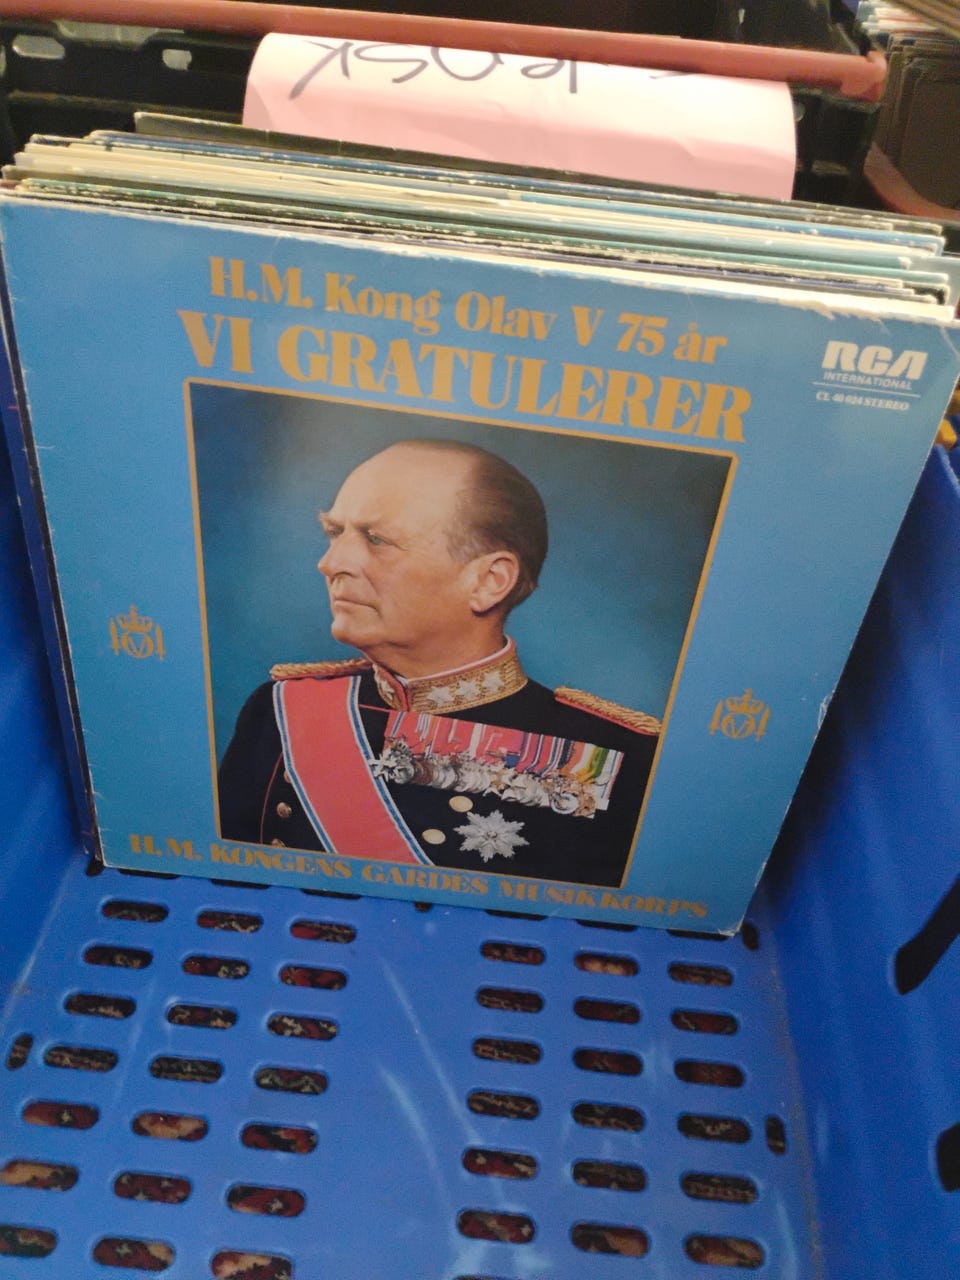 H.M. Kong Olav V 75 år
VI GRATULERER
RCA
INTERNATIONAL
CL 40 024 STEREO
H.M. KONGENS GARDES MUSIKKORPS